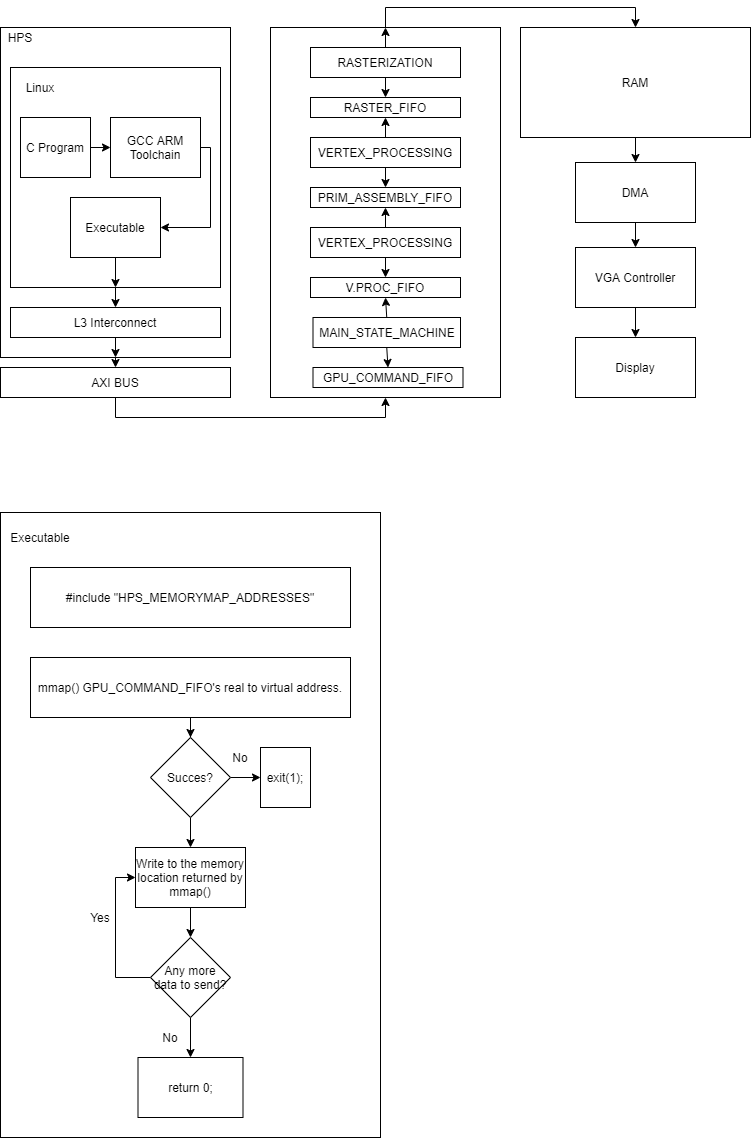 HPS
Linux
C Program
GCC ARM
Toolchain
Executable
L3 Interconnect
AXI BUS
RASTERIZATION
RASTER_FIFO
VERTEX_PROCESSING
PRIM_ASSEMBLY_FIFO
VERTEX_PROCESSING
V.PROC_FIFO
MAIN_STATE_MACHINE
GPU_COMMAND_FIFO
RAM
DMA
VGA Controller
Display
Executable
#include "HPS_MEMORYMAP_ADDRESSES"
mmap() GPU_COMMAND_FIFO's real to virtual address.
Succes?
No
exit(1);
Write to the memory
location returned by
mmap()
Yes
Any more
data to send?
No
return 0;